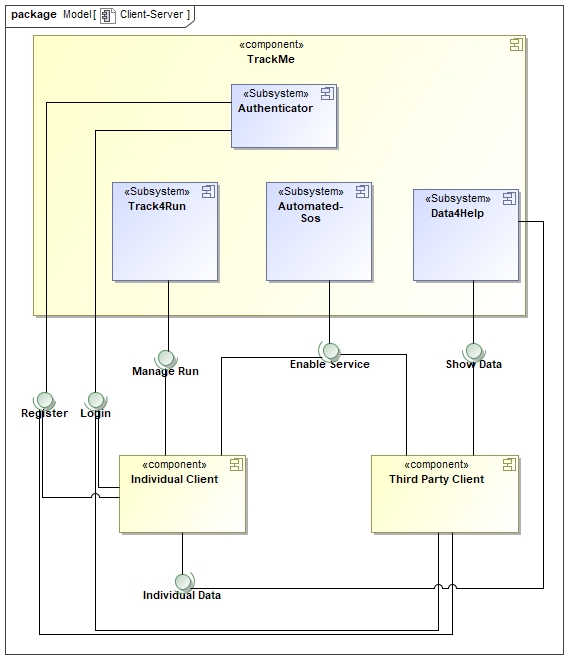 package Model[ Client-Server ]
«component»
TrackMe
«Subsystem»
Authenticator
«Subsystem»
Track4Run
«Subsystem»
Automated-
Sos
«Subsystem»
Data4Help
Manage Run
Enable Service
Show Data
Register
Login
«component»
Individual Client
«component»
Third Party Client
Individual Data